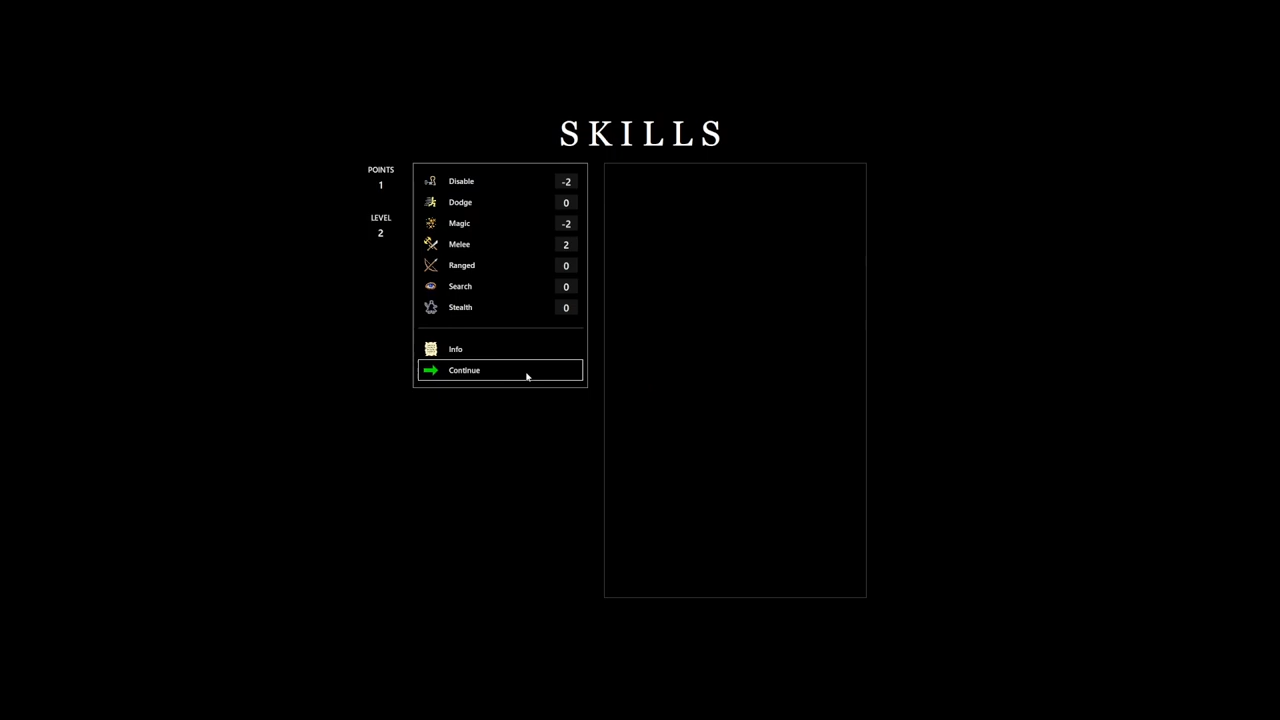 SKILLS
POINTS
1
LEVEL
2
Disable -2
Dodge 0
Magic -2
Melee 2
Ranged 0
Search 0
Stealth 0
Info
Continue